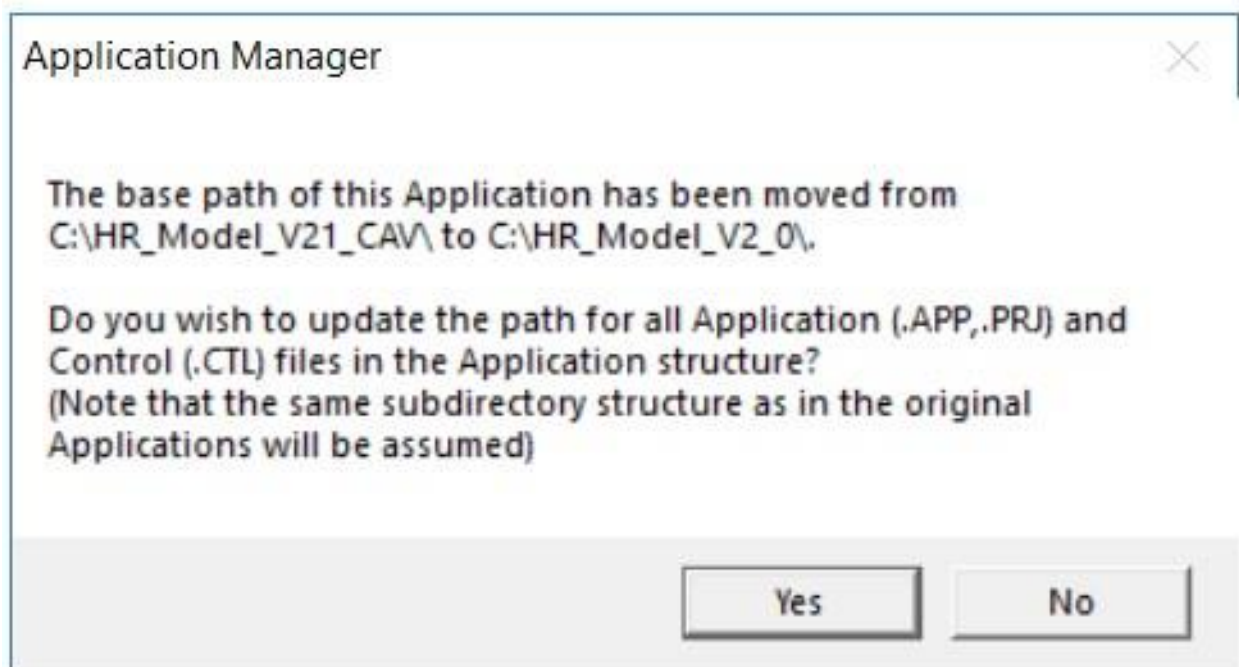 Application Manager
The base path of this Application has been moved from
C:\HR_Model_V21_CAV\ to C:\HR_Model_V2_0\.
Do you wish to update the path for all Application (.APP,.PRJ) and
Control (.CTL) files in the Application structure?
(Note that the same subdirectory structure as in the original
Applications will be assumed)
Yes No